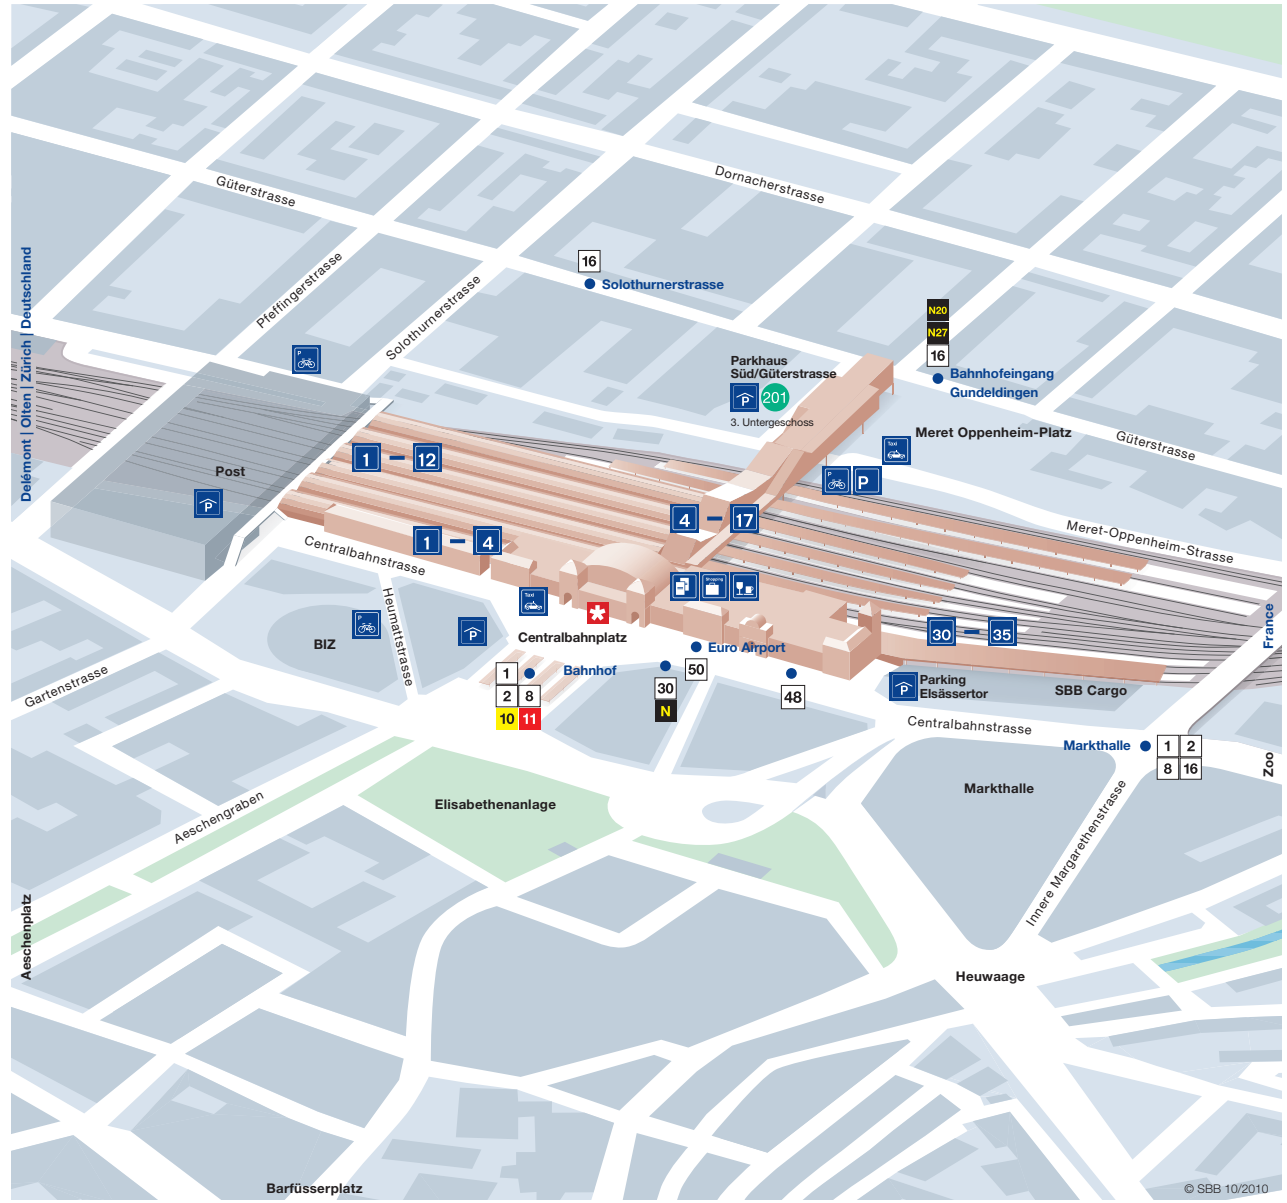 Dornacherstrasse
Güterstrasse
Pfeffingerstrasse
Solothurnerstrasse
16
Solothurnerstrasse
N20
N27
16
Bahnhofeingang
Gundeldingen
Delémont | Olten | Zürich | Deutschland
P
Parkhaus
Süd/Güterstrasse
P
201
3. Untergeschoss
Meret Oppenheim-Platz
Güterstrasse
Taxi
P
P
Post
P
1 – 12
4 – 17
1 – 4
Meret-Oppenheim-Strasse
Centralbahnstrasse
Heumattstrasse
Shopping
Taxi
P
BIZ
P
Centralbahnplatz
30 – 35
France
Euro Airport
50
Bahnhof
1
2 8
10 11
30
N
48
P
Parking
Elsässertor
SBB Cargo
Gartenstrasse
Centralbahnstrasse
Markthalle
1 2
8 16
Zoo
Markthalle
Elisabethenanlage
Aeschengraben
Innere Margarethenstrasse
Aeschenplatz
Heuwaage
Barfüsserplatz
© SBB 10/2010